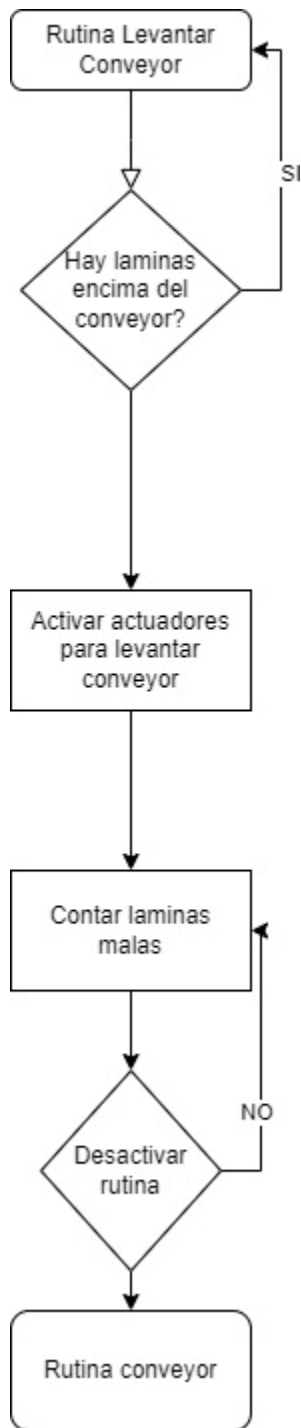 Rutina Levantar
Conveyor
SI
Hay laminas
encima del
conveyor?
Activar actuadores
para levantar
conveyor
Contar laminas
malas
NO
Desactivar
rutina
Rutina conveyor